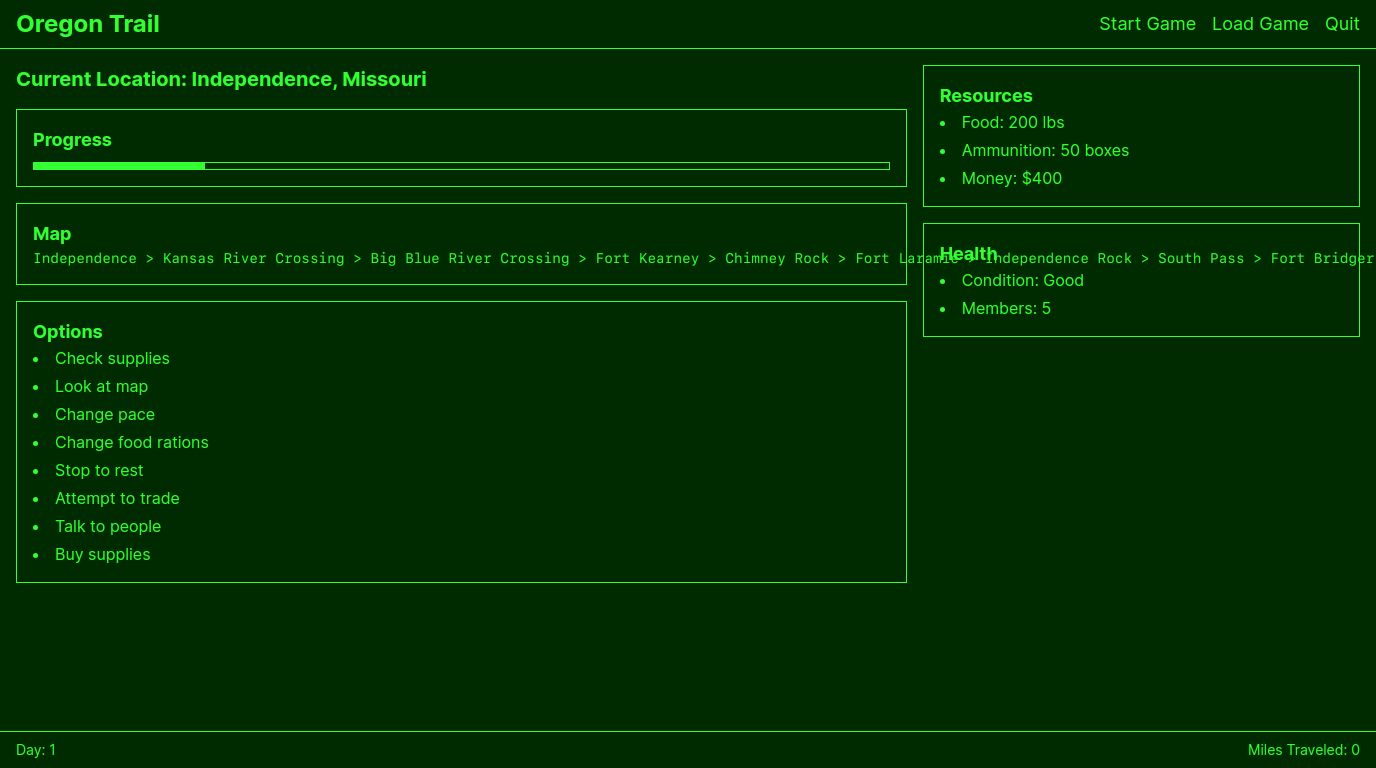 Oregon Trail
Start Game Load Game Quit
Current Location: Independence, Missouri
Progress
Map
Independence > Kansas River Crossing > Big Blue River Crossing > Fort Kearney > Chimney Rock > Fort Laramie > Independence Rock > South Pass > Fort Bridger
Options
Check supplies
Look at map
Change pace
Change food rations
Stop to rest
Attempt to trade
Talk to people
Buy supplies
Resources
Food: 200 lbs
Ammunition: 50 boxes
Money: $400
Health
Condition: Good
Members: 5
Day: 1
Miles Traveled: 0